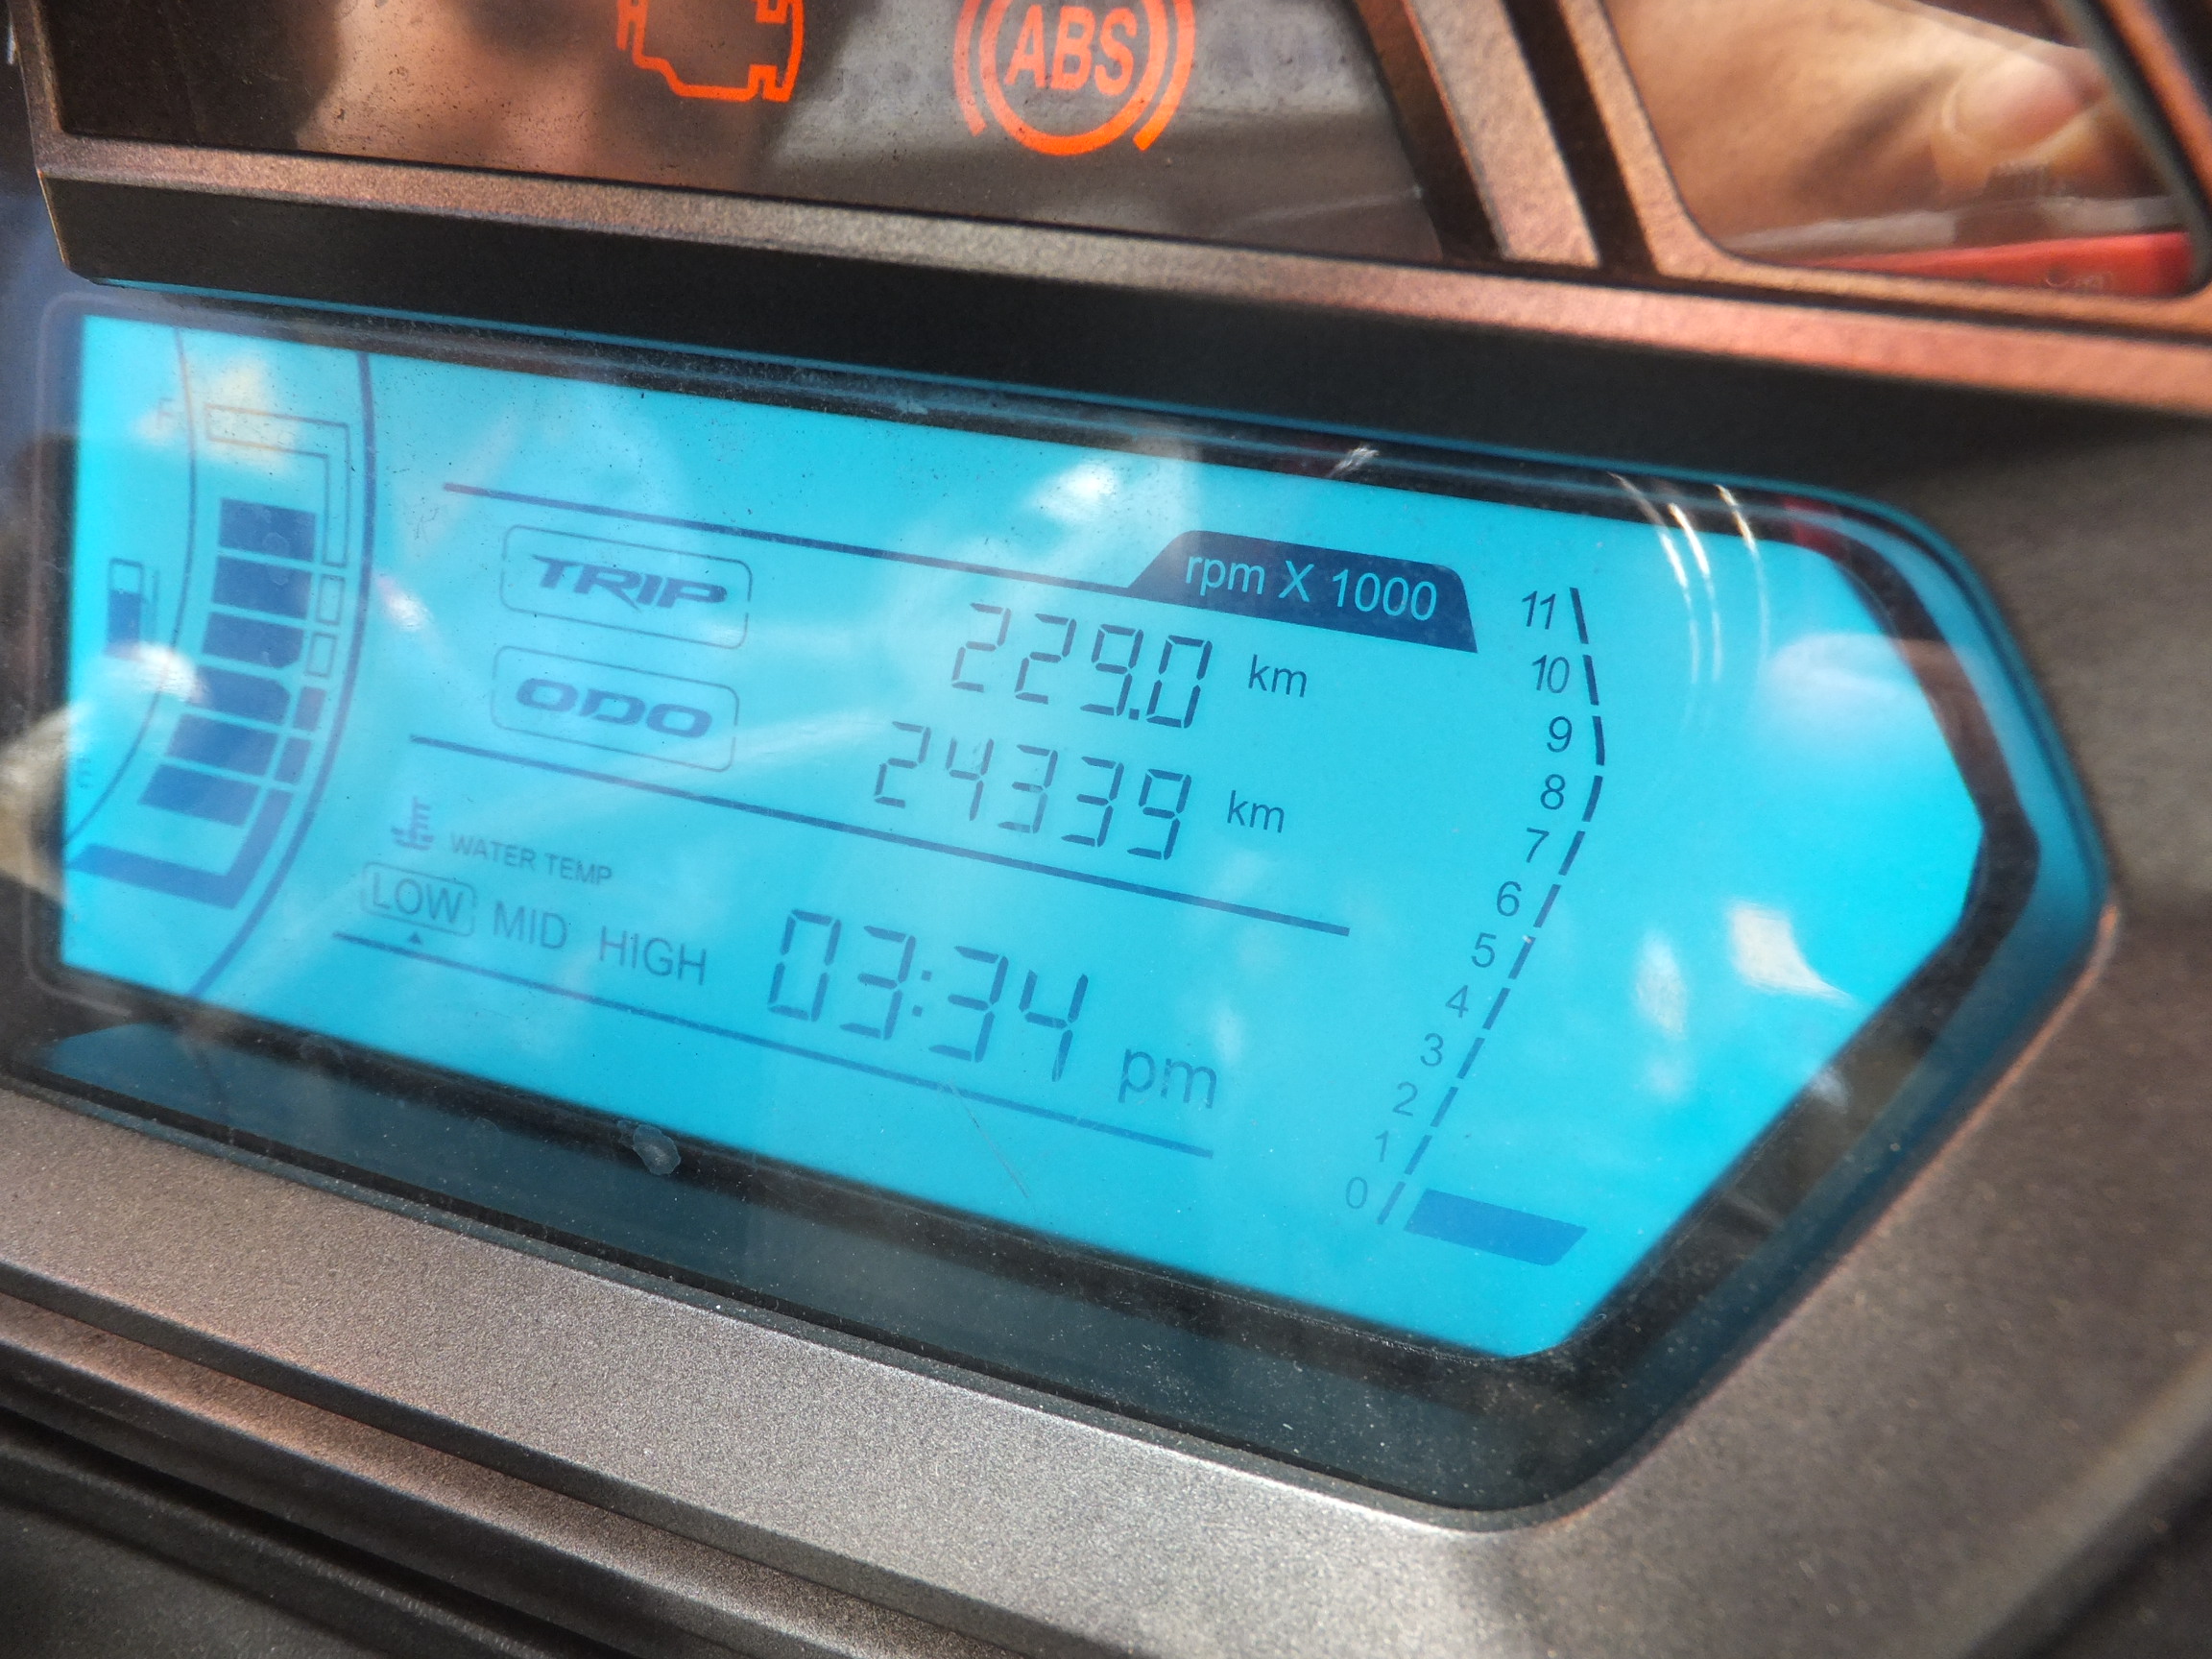 ABS
F
rpm X 1000
TRIP 229.0 km
ODO 24339 km
E
WATER TEMP
LOW MID HIGH 03:34 pm
11
10
9
8
7
6
5
4
3
2
1
0